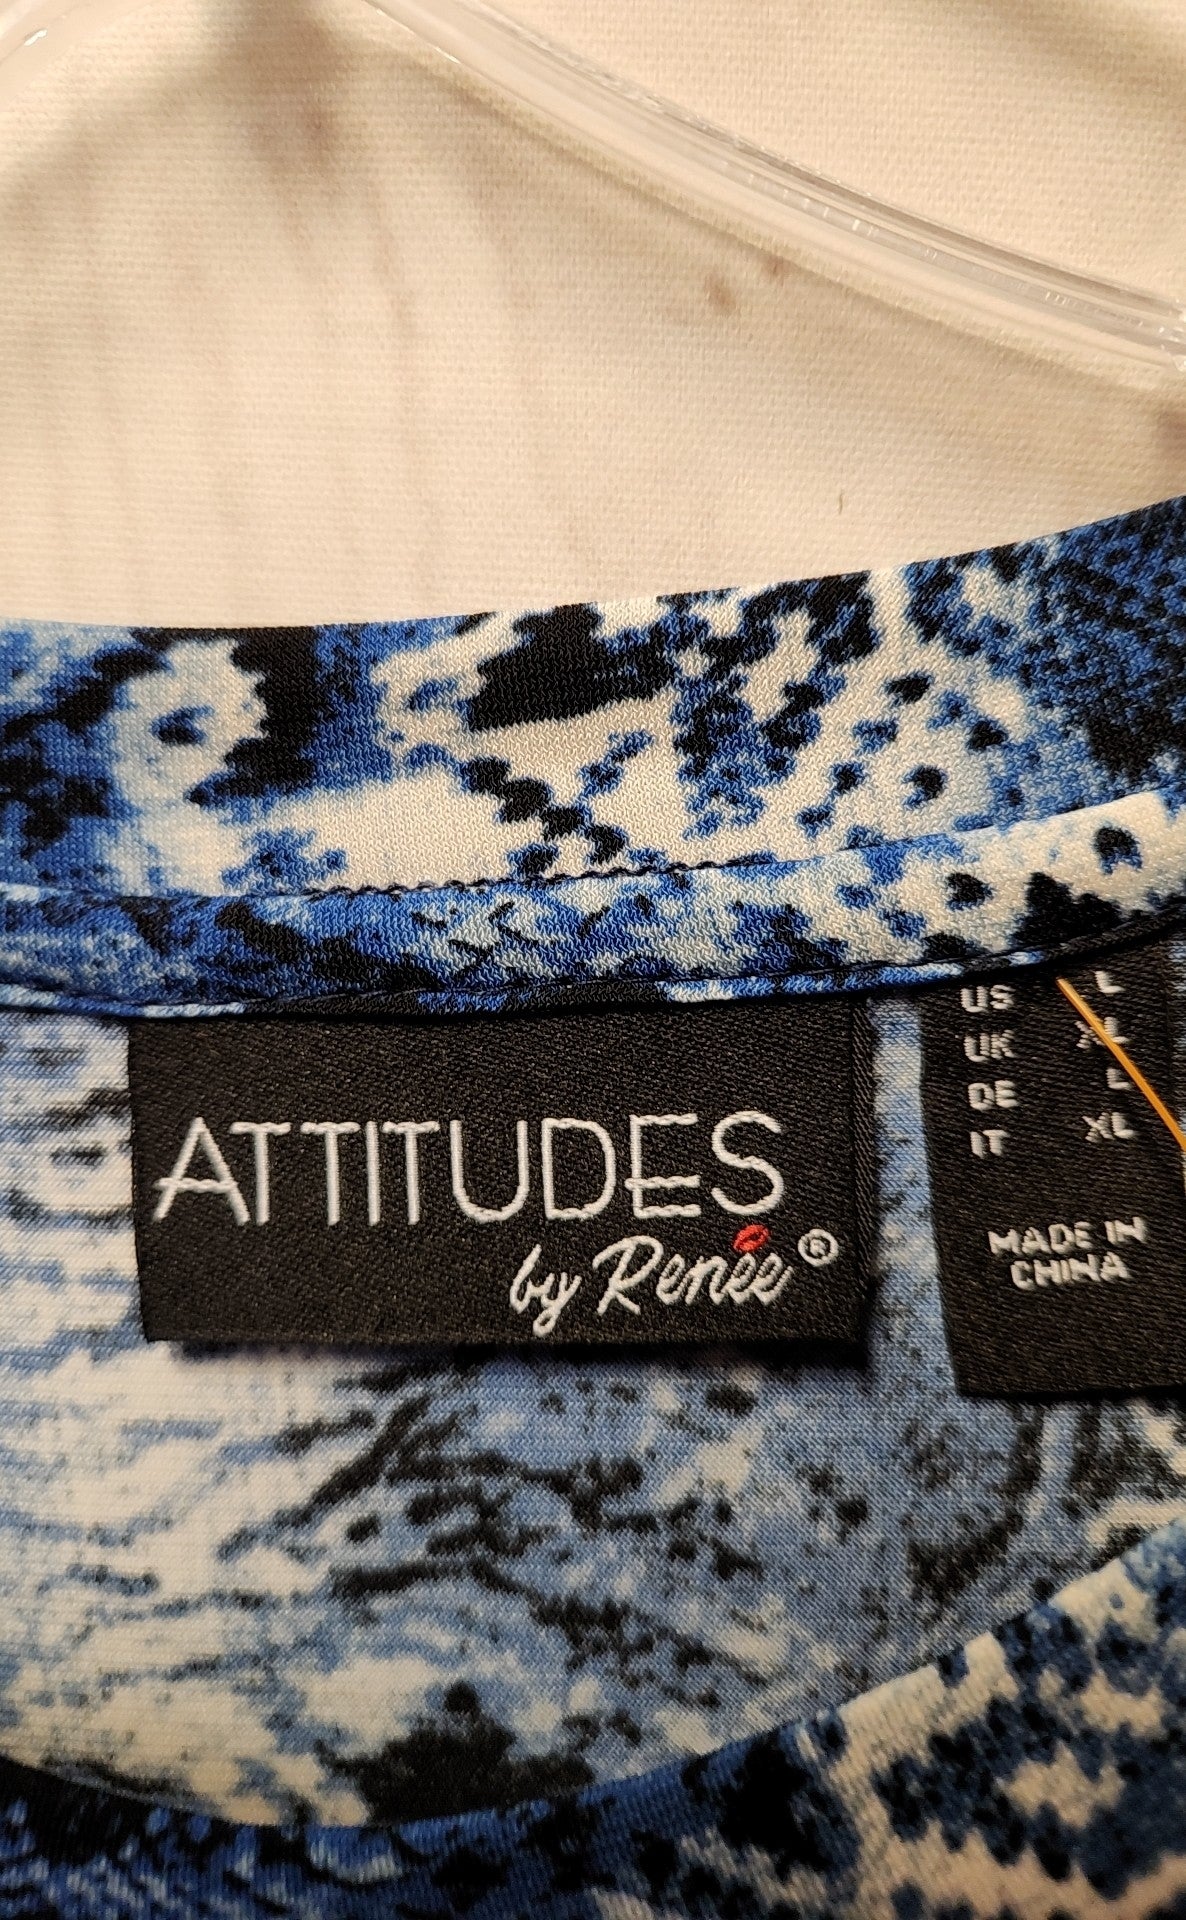 ATTITUDES
by Renée®
US L
UK XL
DE L
IT XL
MADE IN
CHINA